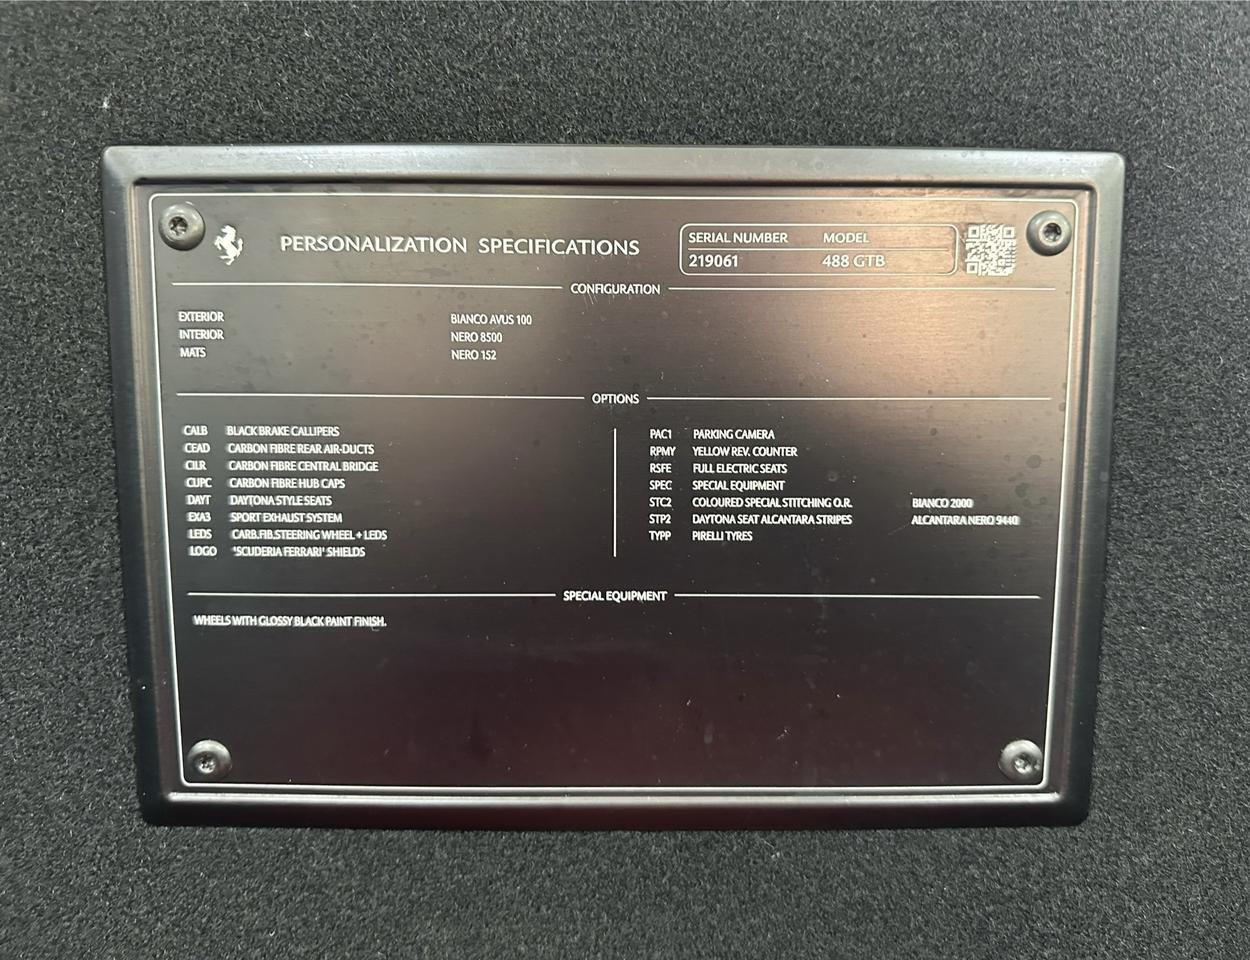 PERSONALIZATION SPECIFICATIONS
SERIAL NUMBER MODEL
219061 488 GTB
CONFIGURATION
EXTERIOR BIANCO AVUS 100
INTERIOR NERO 8500
MATS NERO 152
OPTIONS
CALB BLACK BRAKE CALLIPERS
CEAD CARBON FIBRE REAR AIR-DUCTS
CILR CARBON FIBRE CENTRAL BRIDGE
CUPC CARBON FIBRE HUB CAPS
DAYT DAYTONA STYLE SEATS
EXA3 SPORT EXHAUST SYSTEM
LEDS CARB.FIB.STEERING WHEEL + LEDS
LOGO 'SCUDERIA FERRARI' SHIELDS
PAC1 PARKING CAMERA
RPMY YELLOW REV. COUNTER
RSFE FULL ELECTRIC SEATS
SPEC SPECIAL EQUIPMENT
STC2 COLOURED SPECIAL STITCHING O.R. BIANCO 2000
STP2 DAYTONA SEAT ALCANTARA STRIPES ALCANTARA NERO 9440
TYPP PIRELLI TYRES
SPECIAL EQUIPMENT
WHEELS WITH GLOSSY BLACK PAINT FINISH.